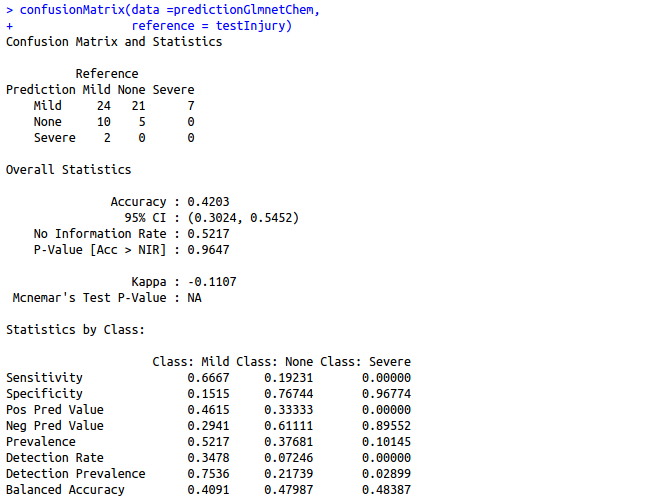 > confusionMatrix(data =predictionGlmnetChem,
+                 reference = testInjury)
Confusion Matrix and Statistics
          Reference
Prediction Mild None Severe
    Mild     24   21      7
    None     10    5      0
    Severe    2    0      0
Overall Statistics
               Accuracy : 0.4203
                 95% CI : (0.3024, 0.5452)
    No Information Rate : 0.5217
    P-Value [Acc > NIR] : 0.9647
                  Kappa : -0.1107
 Mcnemar's Test P-Value : NA
Statistics by Class:
                     Class: Mild Class: None Class: Severe
Sensitivity               0.6667     0.19231       0.00000
Specificity               0.1515     0.76744       0.96774
Pos Pred Value            0.4615     0.33333       0.00000
Neg Pred Value            0.2941     0.61111       0.89552
Prevalence                0.5217     0.37681       0.10145
Detection Rate            0.3478     0.07246       0.00000
Detection Prevalence      0.7536     0.21739       0.02899
Balanced Accuracy         0.4091     0.47987       0.48387